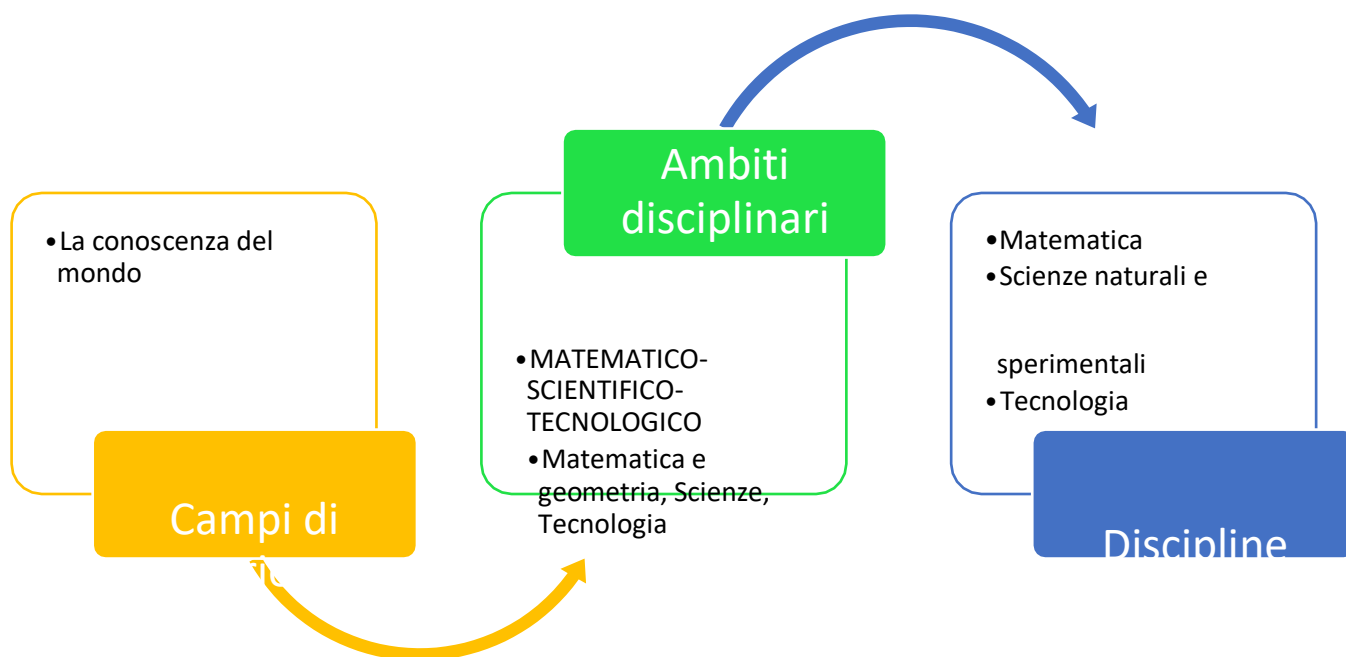 •La conoscenza del
mondo
Campi di
Ambiti
disciplinari
•MATEMATICO-
SCIENTIFICO-
TECNOLOGICO
•Matematica e
geometria, Scienze,
Tecnologia
•Matematica
•Scienze naturali e
sperimentali
•Tecnologia
Discipline